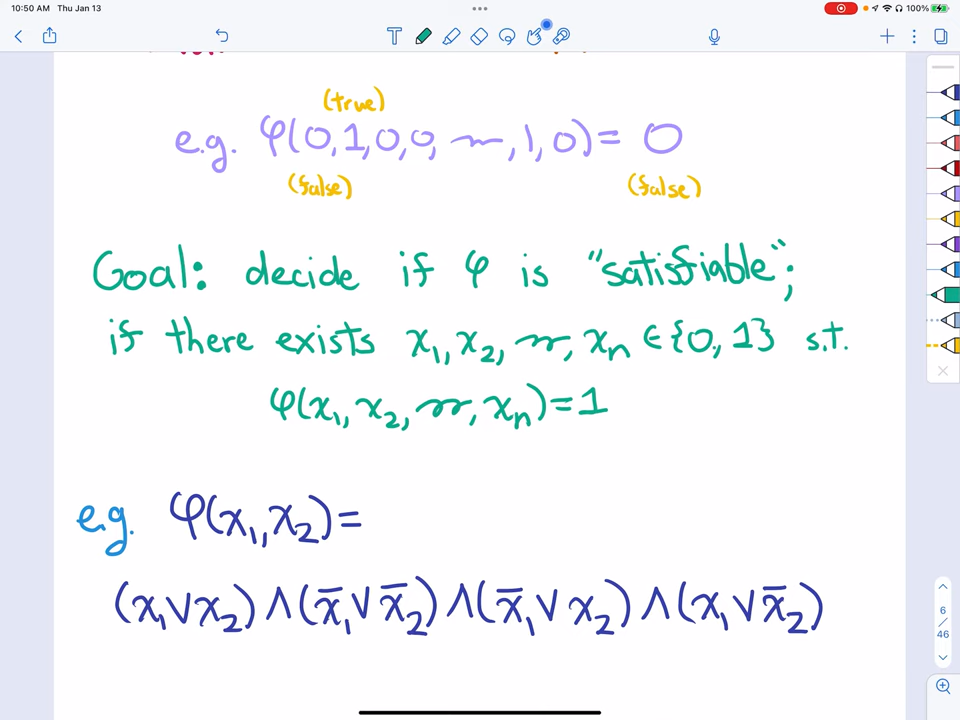 10:50 AM Thu Jan 13
100%
(true)
e.g. φ(0,1,0,0, ⋯, 1, 0) = 0
(false) (false)
Goal: decide if φ is "satisfiable";
if there exists x₁, x₂, ⋯, xₙ ∈ {0, 1} s.t.
φ(x₁, x₂, ⋯, xₙ) = 1
e.g. φ(x₁, x₂) =
(x₁ ∨ x₂) ∧ (x̄₁ ∨ x̄₂) ∧ (x̄₁ ∨ x₂) ∧ (x₁ ∨ x̄₂)
6
/
46